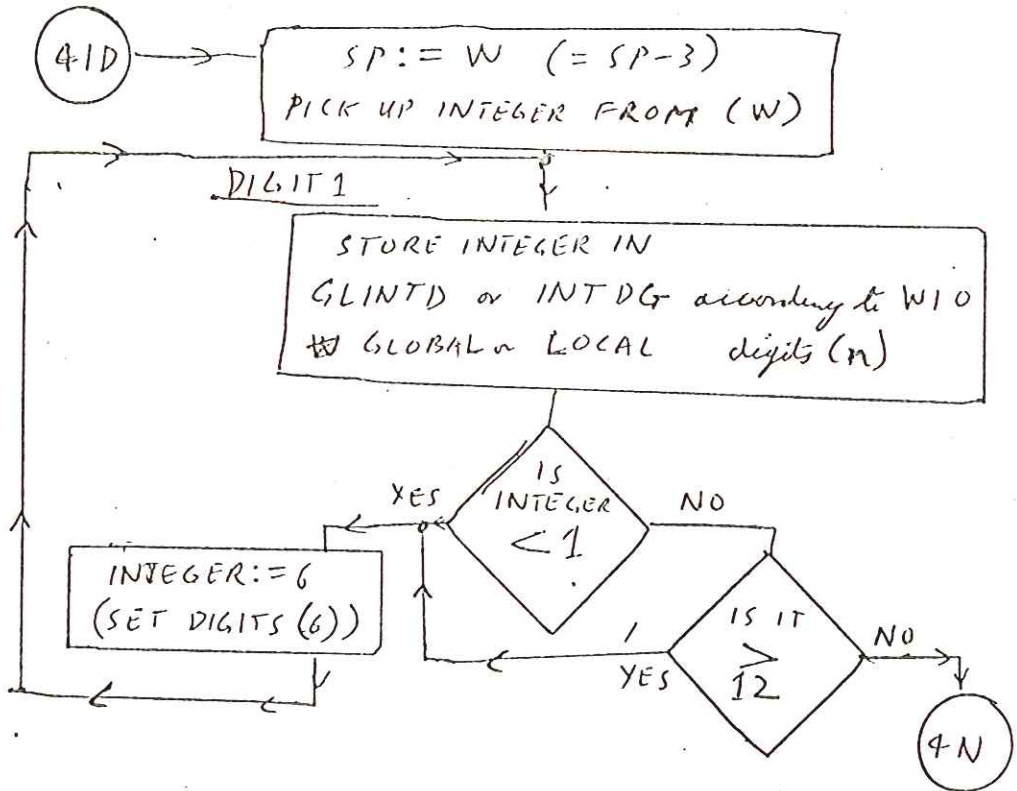 41D
SP := W (= SP-3)
PICK UP INTEGER FROM (W)
DIGIT1
STORE INTEGER IN
GLINTD or INTDG according to W10
GLOBAL or LOCAL digits (n)
IS
INTEGER
< 1
YES
NO
INTEGER := 6
(SET DIGITS (6))
IS IT
≥
12
YES
NO
4N